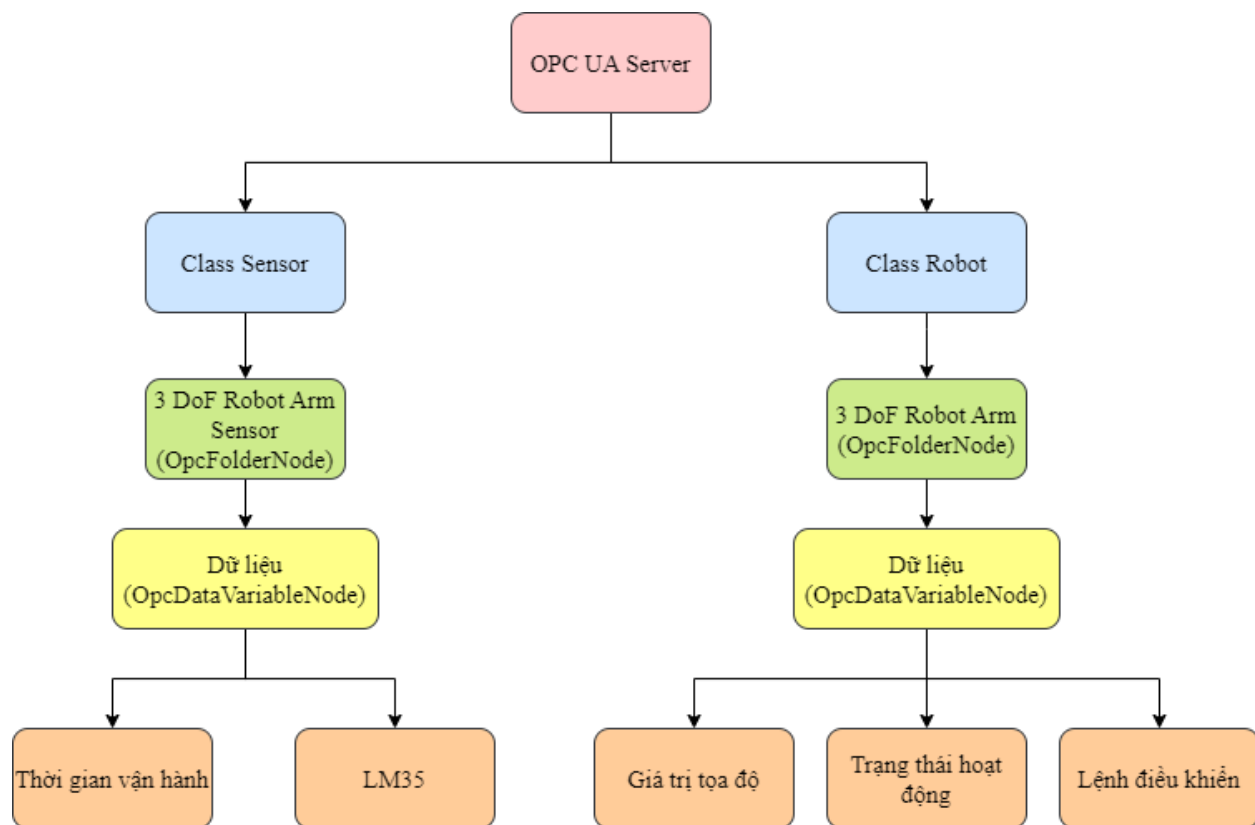 OPC UA Server
Class Sensor
Class Robot
3 DoF Robot Arm
Sensor
(OpcFolderNode)
3 DoF Robot Arm
(OpcFolderNode)
Dữ liệu
(OpcDataVariableNode)
Dữ liệu
(OpcDataVariableNode)
Thời gian vận hành
LM35
Giá trị tọa độ
Trạng thái hoạt
động
Lệnh điều khiển